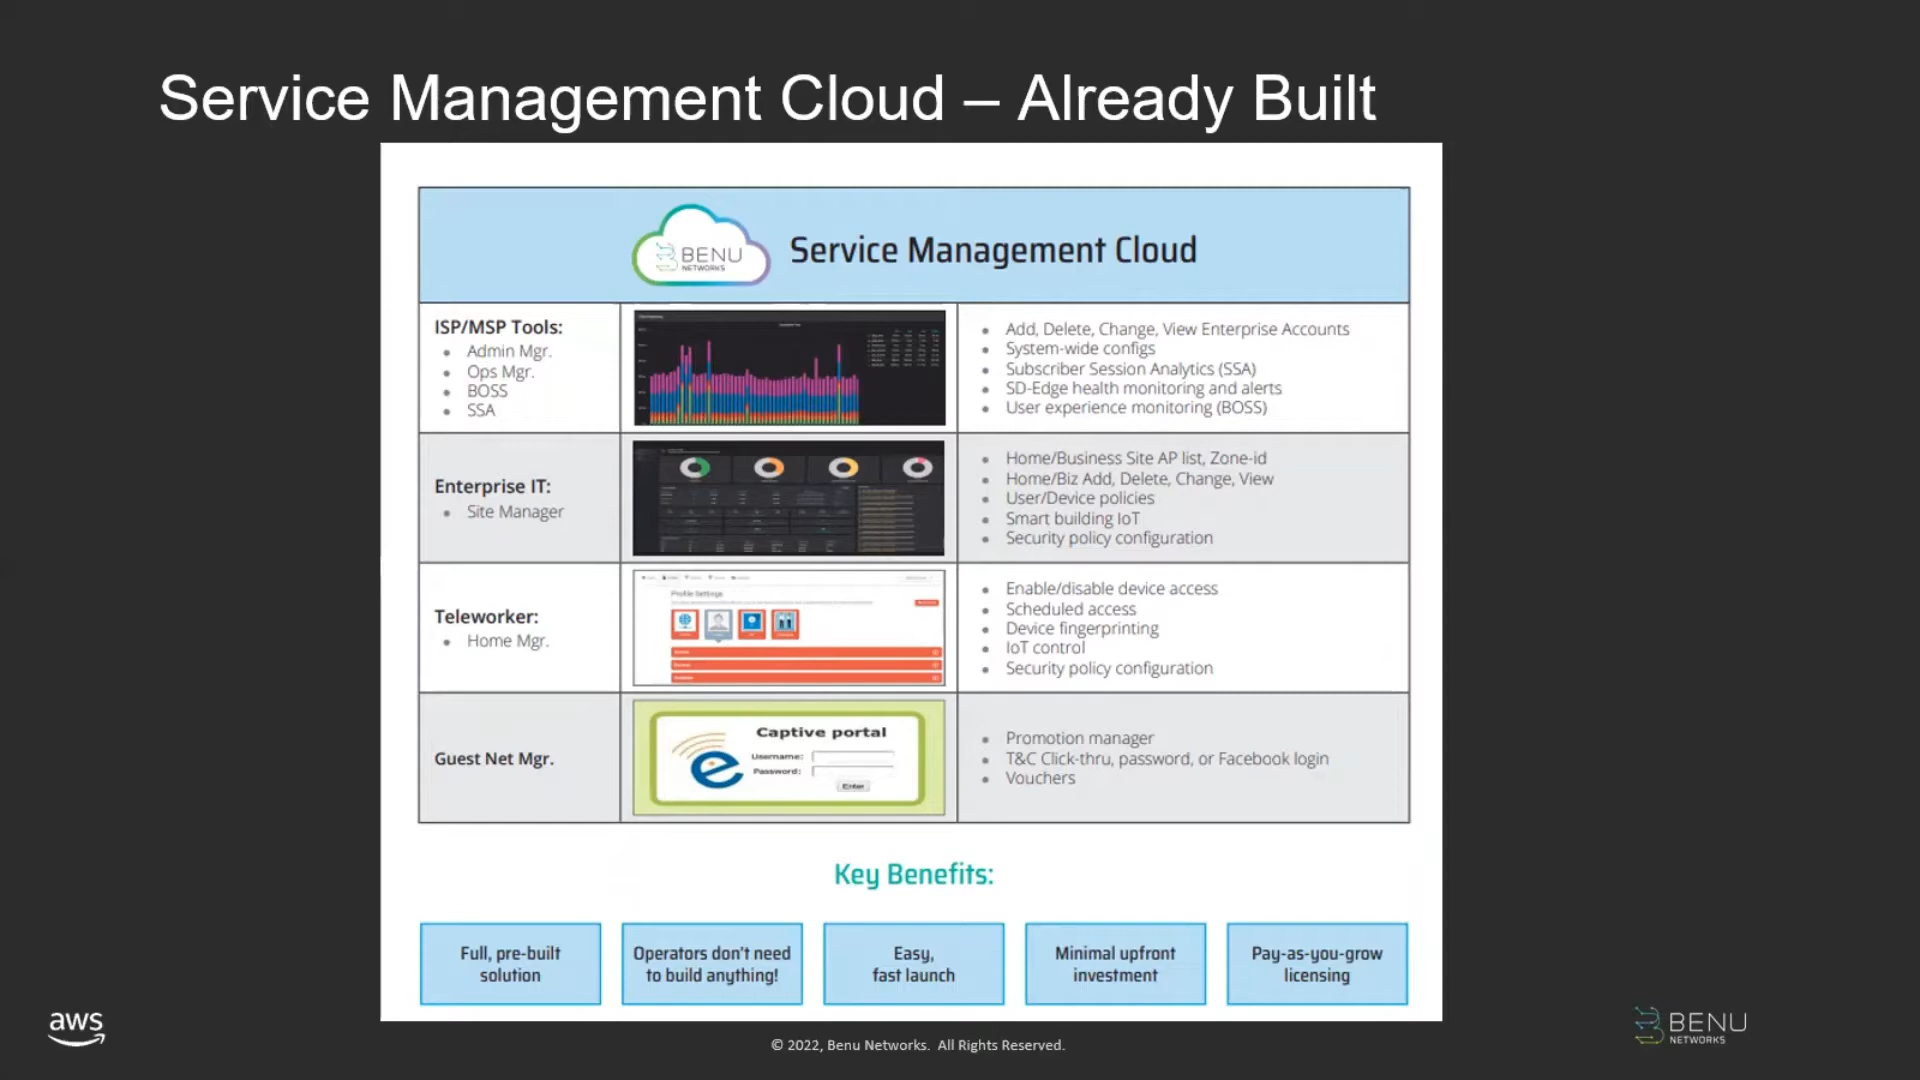 Service Management Cloud – Already Built
BENU
NETWORKS
Service Management Cloud
ISP/MSP Tools:
Admin Mgr.
Ops Mgr.
BOSS
SSA
Add, Delete, Change, View Enterprise Accounts
System-wide configs
Subscriber Session Analytics (SSA)
SD-Edge health monitoring and alerts
User experience monitoring (BOSS)
Enterprise IT:
Site Manager
Home/Business Site AP list, Zone-id
Home/Biz Add, Delete, Change, View
User/Device policies
Smart building IoT
Security policy configuration
Teleworker:
Home Mgr.
Profile Settings
Enable/disable device access
Scheduled access
Device fingerprinting
IoT control
Security policy configuration
Guest Net Mgr.
Captive portal
Username:
Password:
Enter
Promotion manager
T&C Click-thru, password, or Facebook login
Vouchers
Key Benefits:
Full, pre-built
solution
Operators don't need
to build anything!
Easy,
fast launch
Minimal upfront
investment
Pay-as-you-grow
licensing
aws
© 2022, Benu Networks. All Rights Reserved.
BENU
NETWORKS